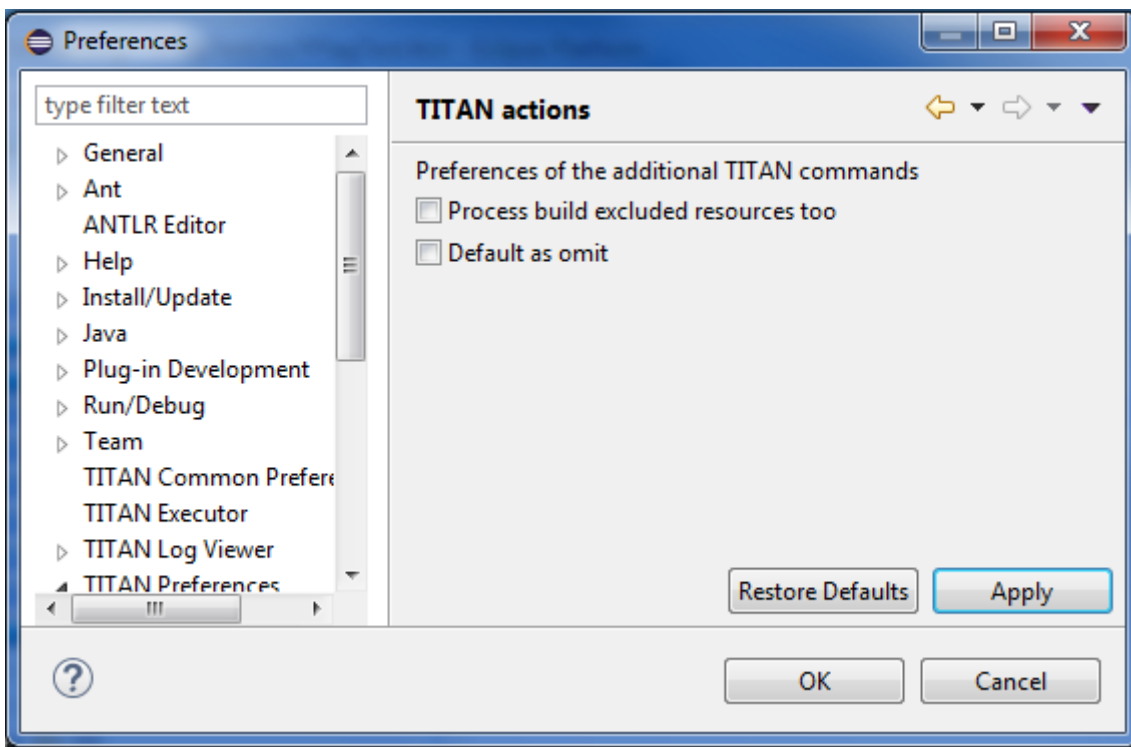 Preferences
type filter text
General
Ant
ANTLR Editor
Help
Install/Update
Java
Plug-in Development
Run/Debug
Team
TITAN Common Prefere
TITAN Executor
TITAN Log Viewer
TITAN Preferences
TITAN actions
Preferences of the additional TITAN commands
Process build excluded resources too
Default as omit
Restore Defaults
Apply
OK
Cancel